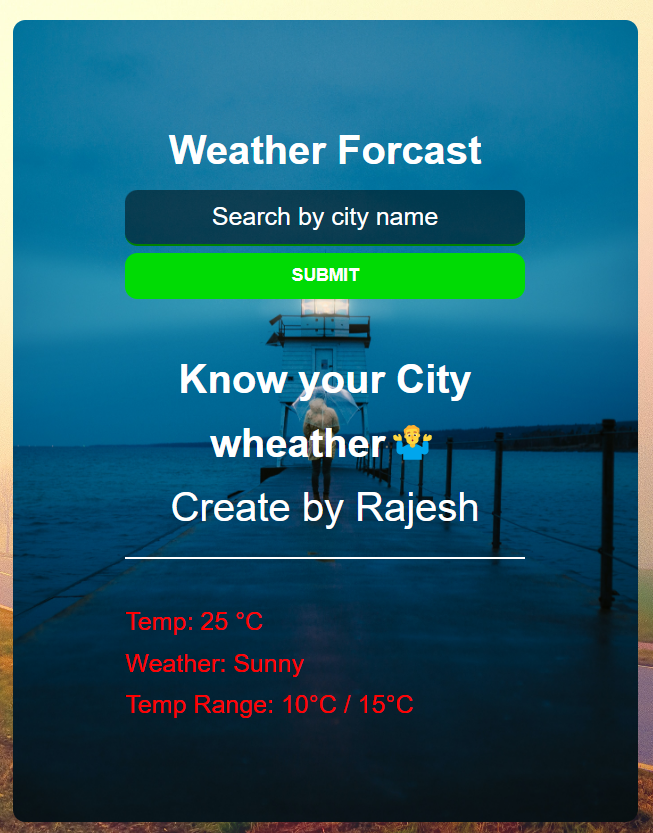 Weather Forcast
Search by city name
SUBMIT
Know your City
wheather🤷‍♂️
Create by Rajesh
Temp: 25 °C
Weather: Sunny
Temp Range: 10°C / 15°C